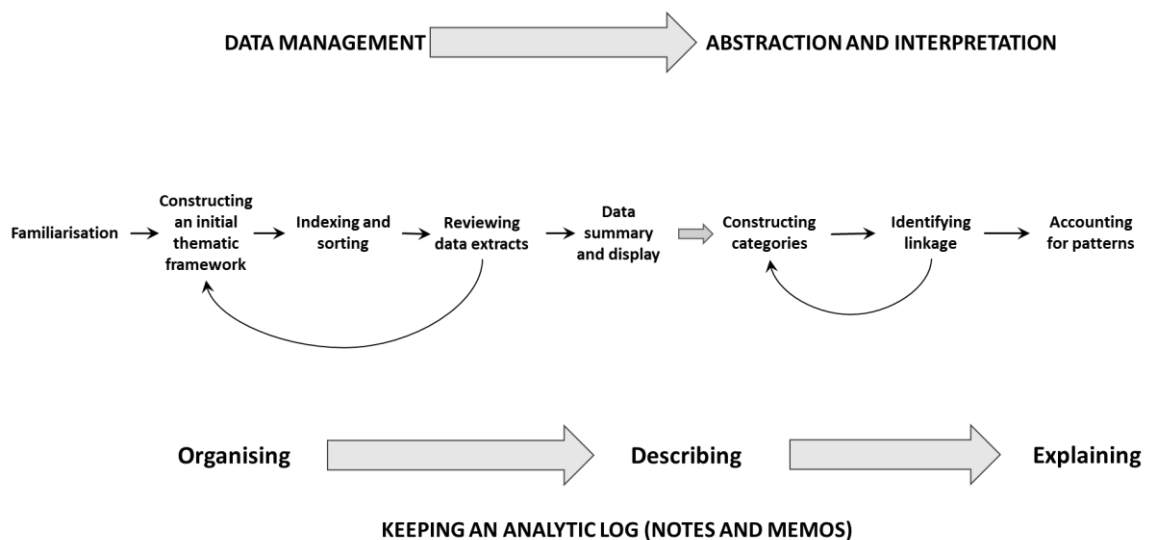 DATA MANAGEMENT
ABSTRACTION AND INTERPRETATION
Familiarisation
Constructing
an initial
thematic
framework
Indexing and
sorting
Reviewing
data extracts
Data
summary
and display
Constructing
categories
Identifying
linkage
Accounting
for patterns
Organising
Describing
Explaining
KEEPING AN ANALYTIC LOG (NOTES AND MEMOS)